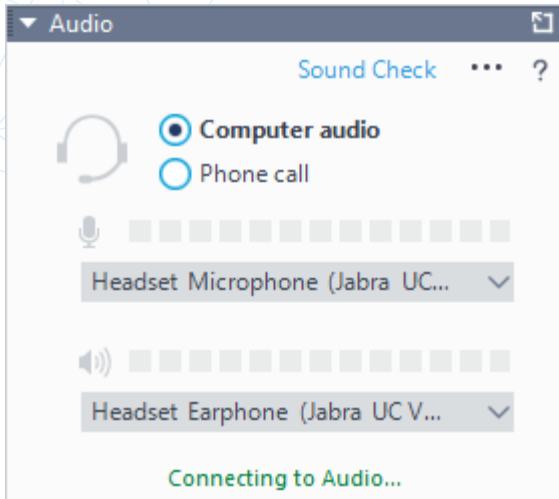 Audio
Sound Check ... ?
Computer audio
Phone call
Headset Microphone (Jabra UC...
Headset Earphone (Jabra UC V...
Connecting to Audio...